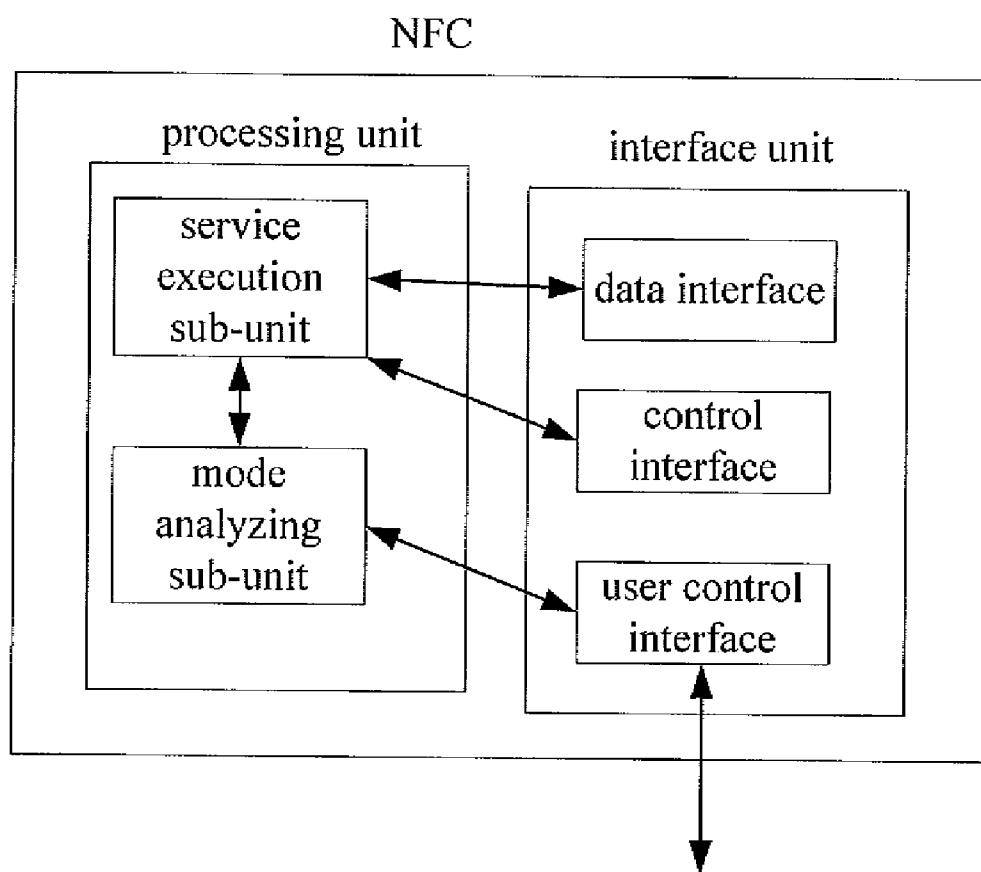 NFC
processing unit
interface unit
service
execution
sub-unit
data interface
control
interface
mode
analyzing
sub-unit
user control
interface